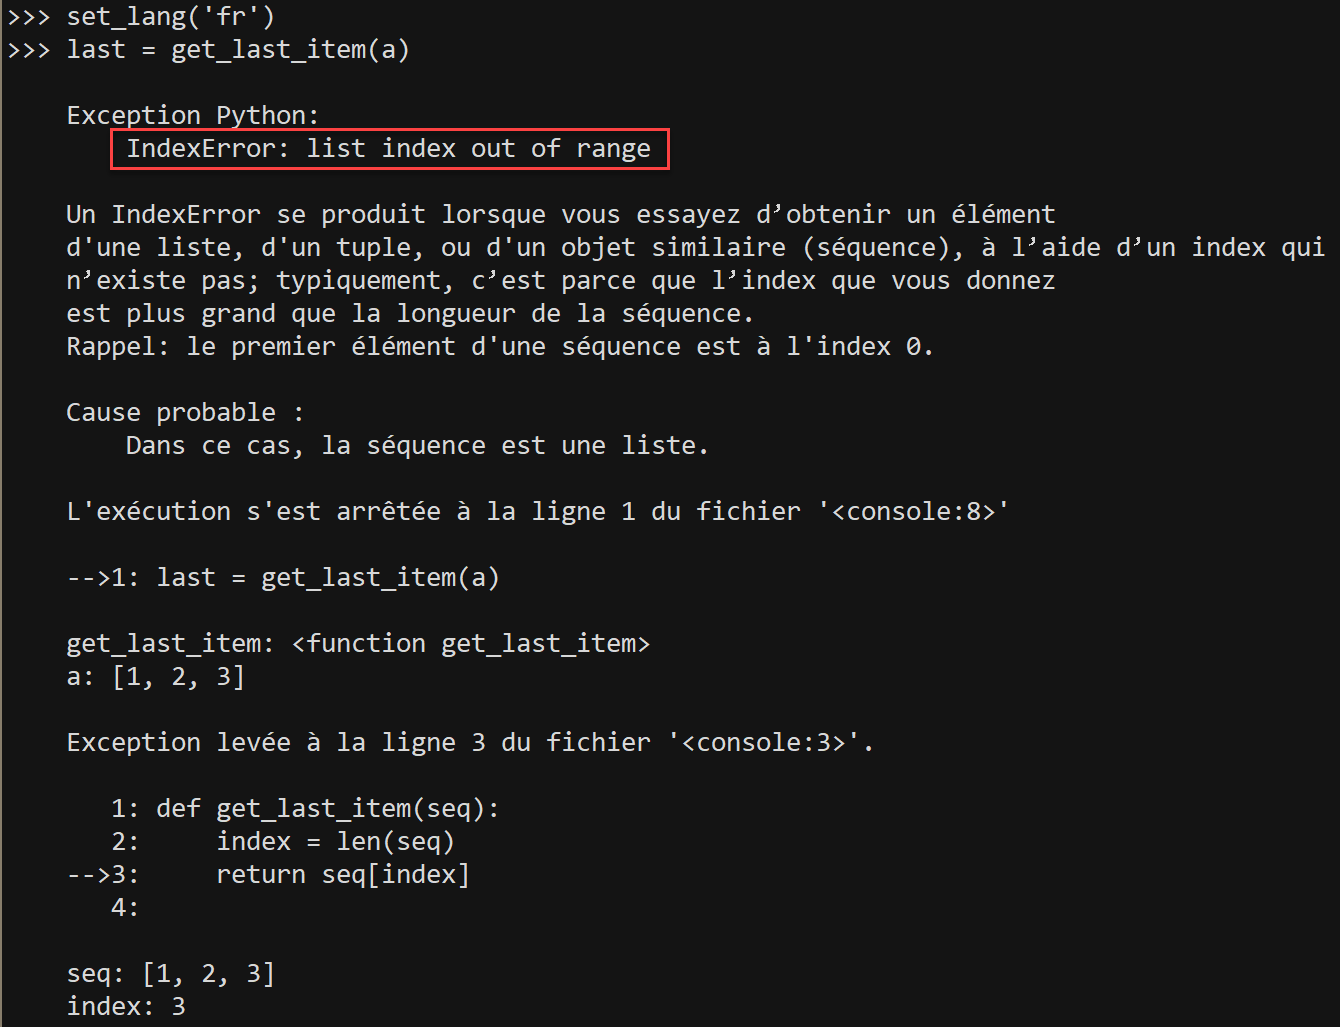 >>> set_lang('fr')
>>> last = get_last_item(a)
Exception Python:
IndexError: list index out of range
Un IndexError se produit lorsque vous essayez d’obtenir un élément
d'une liste, d'un tuple, ou d'un objet similaire (séquence), à l’aide d’un index qui
n’existe pas; typiquement, c’est parce que l’index que vous donnez
est plus grand que la longueur de la séquence.
Rappel: le premier élément d'une séquence est à l'index 0.
Cause probable :
Dans ce cas, la séquence est une liste.
L'exécution s'est arrêtée à la ligne 1 du fichier '<console:8>'
-->1: last = get_last_item(a)
get_last_item: <function get_last_item>
a: [1, 2, 3]
Exception levée à la ligne 3 du fichier '<console:3>'.
1: def get_last_item(seq):
2:     index = len(seq)
-->3:     return seq[index]
4:
seq: [1, 2, 3]
index: 3